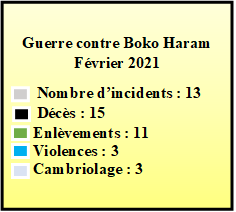 Guerre contre Boko Haram
Février 2021
Nombre d’incidents : 13
Décès : 15
Enlèvements : 11
Violences : 3
Cambriolage : 3